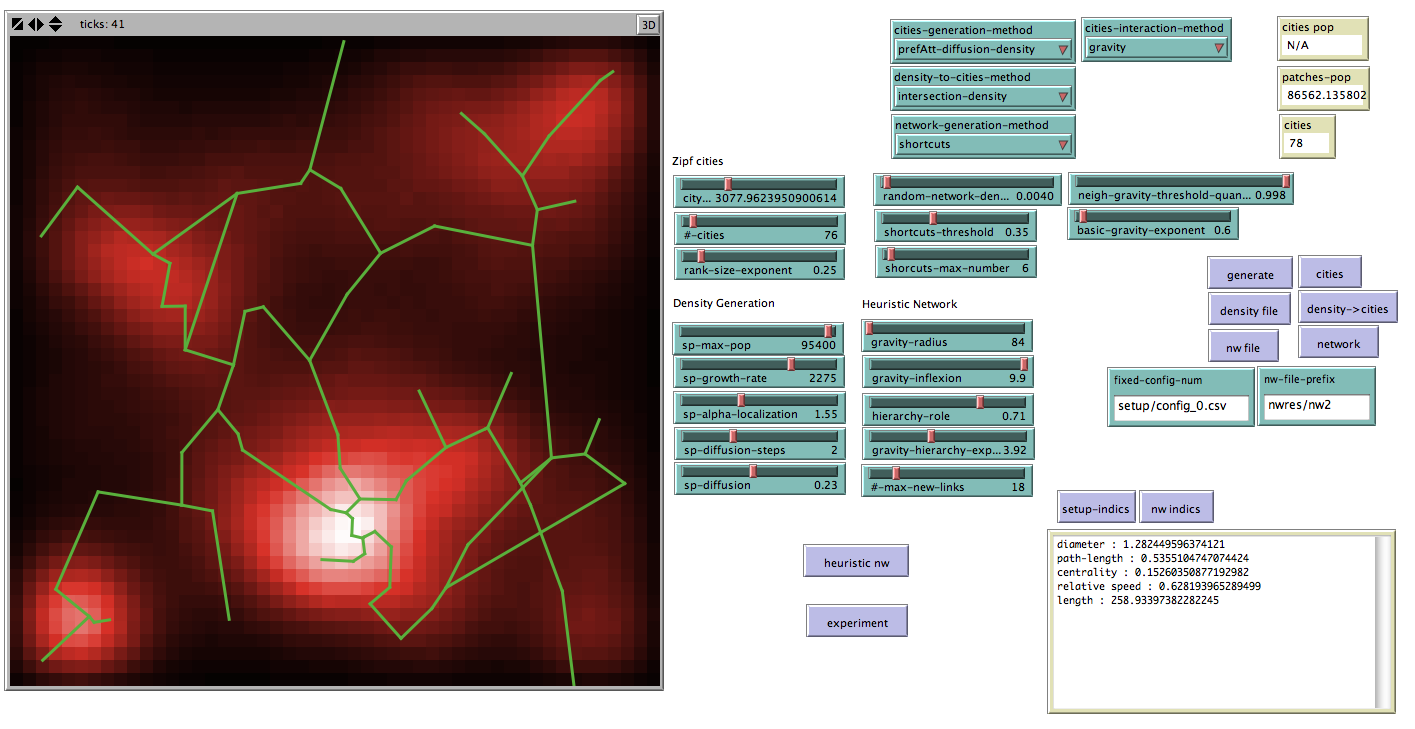 ticks: 41
3D
cities-generation-method
prefAtt-diffusion-density
cities-interaction-method
gravity
cities pop
N/A
density-to-cities-method
intersection-density
patches-pop
86562.135802
network-generation-method
shortcuts
cities
78
Zipf cities
city... 3077.9623950900614
random-network-den... 0.0040
neigh-gravity-threshold-quan... 0.998
#-cities 76
shortcuts-threshold 0.35
basic-gravity-exponent 0.6
rank-size-exponent 0.25
shorcuts-max-number 6
generate
cities
density file
density->cities
nw file
network
Density Generation
Heuristic Network
sp-max-pop 95400
gravity-radius 84
sp-growth-rate 2275
gravity-inflexion 9.9
sp-alpha-localization 1.55
hierarchy-role 0.71
sp-diffusion-steps 2
gravity-hierarchy-exp... 3.92
sp-diffusion 0.23
#-max-new-links 18
fixed-config-num
setup/config_0.csv
nw-file-prefix
nwres/nw2
setup-indics
nw indics
heuristic nw
experiment
diameter : 1.282449596374121
path-length : 0.5355104747074424
centrality : 0.15260350877192982
relative speed : 0.628193965289499
length : 258.93397382282245